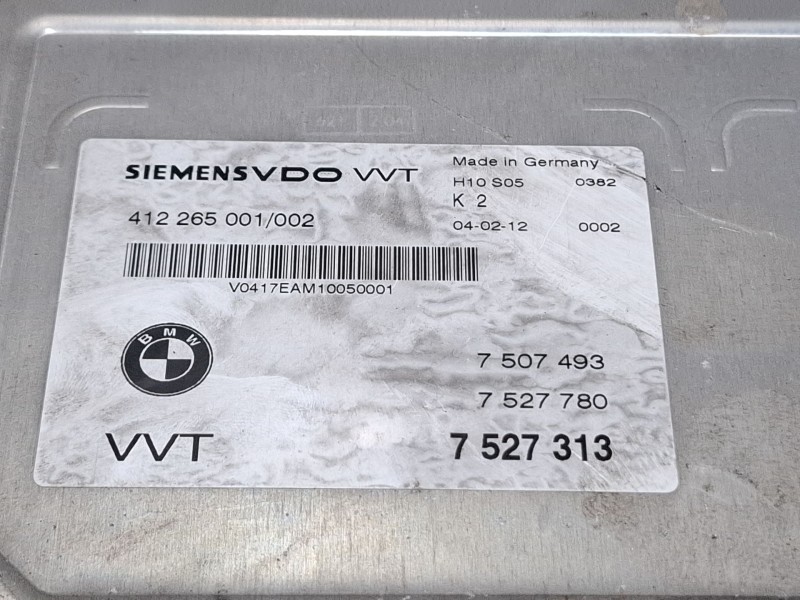 SIEMENSVDO VVT
Made in Germany
H10 S05 0382
K 2
412 265 001/002
04-02-12 0002
V0417EAM10050001
BMW
7 507 493
7 527 780
VVT
7 527 313